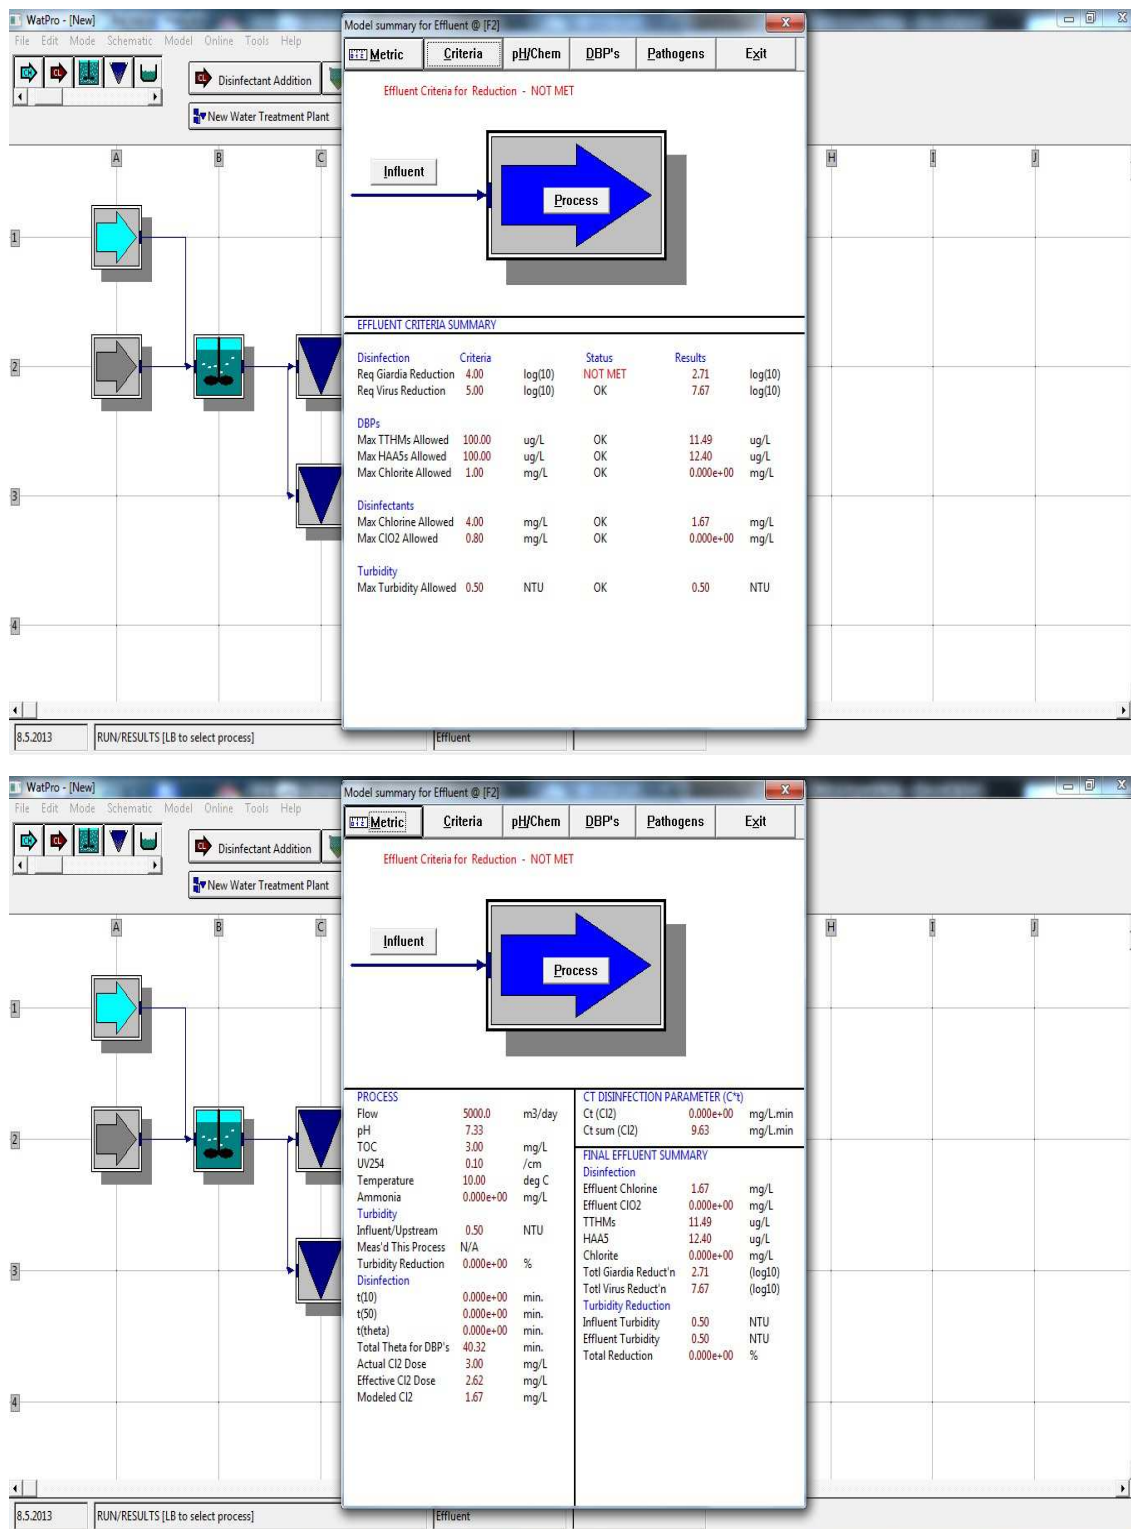 WatPro - [New]
File Edit Mode Schematic Model Online Tools Help
CH CL
CL Disinfectant Addition
New Water Treatment Plant
A B C H I J
1
2
3
4
Model summary for Effluent @ [F2]
Metric Criteria pH/Chem DBP's Pathogens Exit
Effluent Criteria for Reduction - NOT MET
Influent
Process
EFFLUENT CRITERIA SUMMARY
Disinfection Criteria Status Results
Req Giardia Reduction 4.00 log(10) NOT MET 2.71 log(10)
Req Virus Reduction 5.00 log(10) OK 7.67 log(10)
DBPs
Max TTHMs Allowed 100.00 ug/L OK 11.49 ug/L
Max HAA5s Allowed 100.00 ug/L OK 12.40 ug/L
Max Chlorite Allowed 1.00 mg/L OK 0.000e+00 mg/L
Disinfectants
Max Chlorine Allowed 4.00 mg/L OK 1.67 mg/L
Max ClO2 Allowed 0.80 mg/L OK 0.000e+00 mg/L
Turbidity
Max Turbidity Allowed 0.50 NTU OK 0.50 NTU
8.5.2013 RUN/RESULTS [LB to select process] Effluent
WatPro - [New]
File Edit Mode Schematic Model Online Tools Help
CH CL
CL Disinfectant Addition
New Water Treatment Plant
A B C H I J
1
2
3
4
Model summary for Effluent @ [F2]
Metric Criteria pH/Chem DBP's Pathogens Exit
Effluent Criteria for Reduction - NOT MET
Influent
Process
PROCESS
Flow 5000.0 m3/day
pH 7.33
TOC 3.00 mg/L
UV254 0.10 /cm
Temperature 10.00 deg C
Ammonia 0.000e+00 mg/L
Turbidity
Influent/Upstream 0.50 NTU
Meas'd This Process N/A
Turbidity Reduction 0.000e+00 %
Disinfection
t(10) 0.000e+00 min.
t(50) 0.000e+00 min.
t(theta) 0.000e+00 min.
Total Theta for DBP's 40.32 min.
Actual Cl2 Dose 3.00 mg/L
Effective Cl2 Dose 2.62 mg/L
Modeled Cl2 1.67 mg/L
CT DISINFECTION PARAMETER (C*t)
Ct (Cl2) 0.000e+00 mg/L.min
Ct sum (Cl2) 9.63 mg/L.min
FINAL EFFLUENT SUMMARY
Disinfection
Effluent Chlorine 1.67 mg/L
Effluent ClO2 0.000e+00 mg/L
TTHMs 11.49 ug/L
HAA5 12.40 ug/L
Chlorite 0.000e+00 mg/L
Totl Giardia Reduct'n 2.71 (log10)
Totl Virus Reduct'n 7.67 (log10)
Turbidity Reduction
Influent Turbidity 0.50 NTU
Effluent Turbidity 0.50 NTU
Total Reduction 0.000e+00 %
8.5.2013 RUN/RESULTS [LB to select process] Effluent